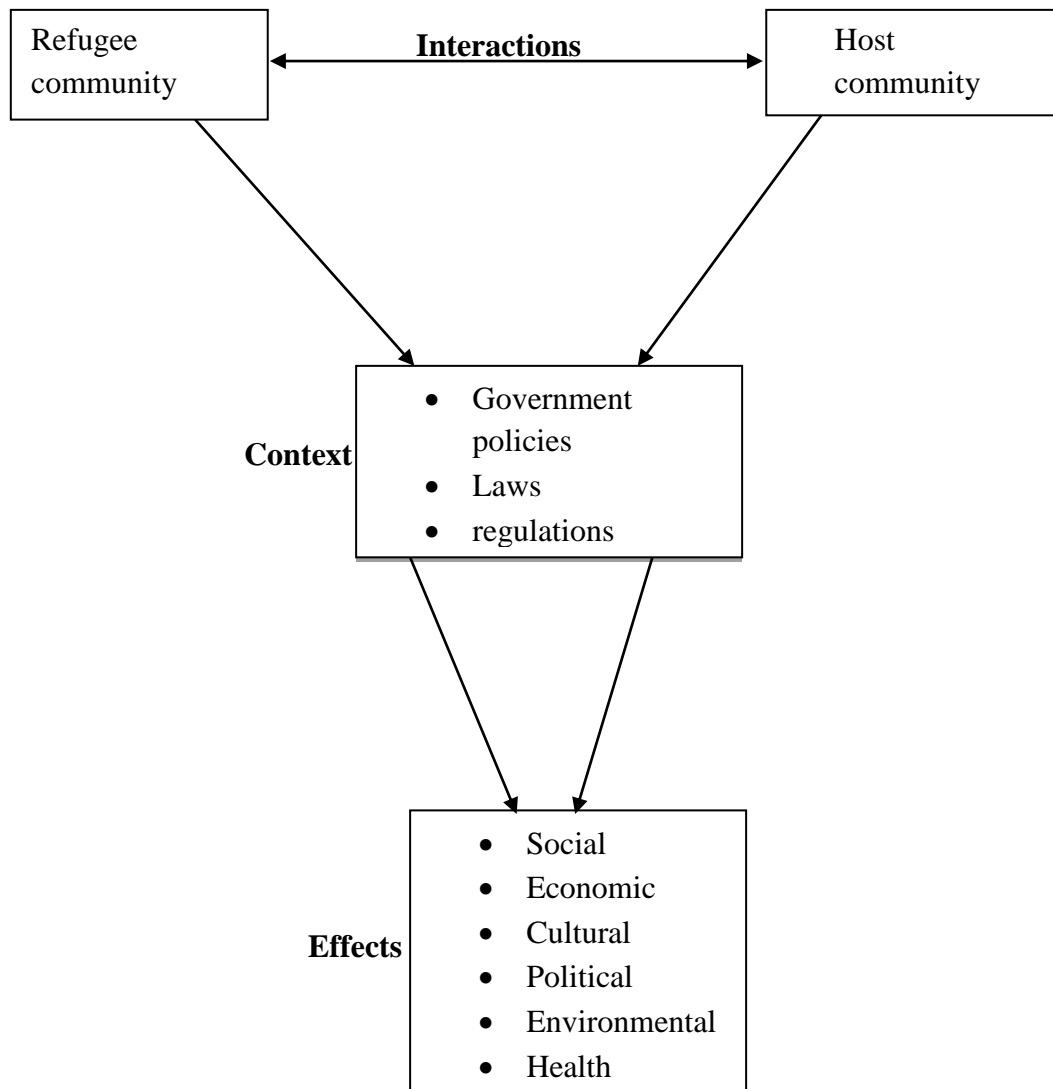 Refugee
community
Interactions
Host
community
Context
• Government
policies
• Laws
• regulations
Effects
• Social
• Economic
• Cultural
• Political
• Environmental
• Health